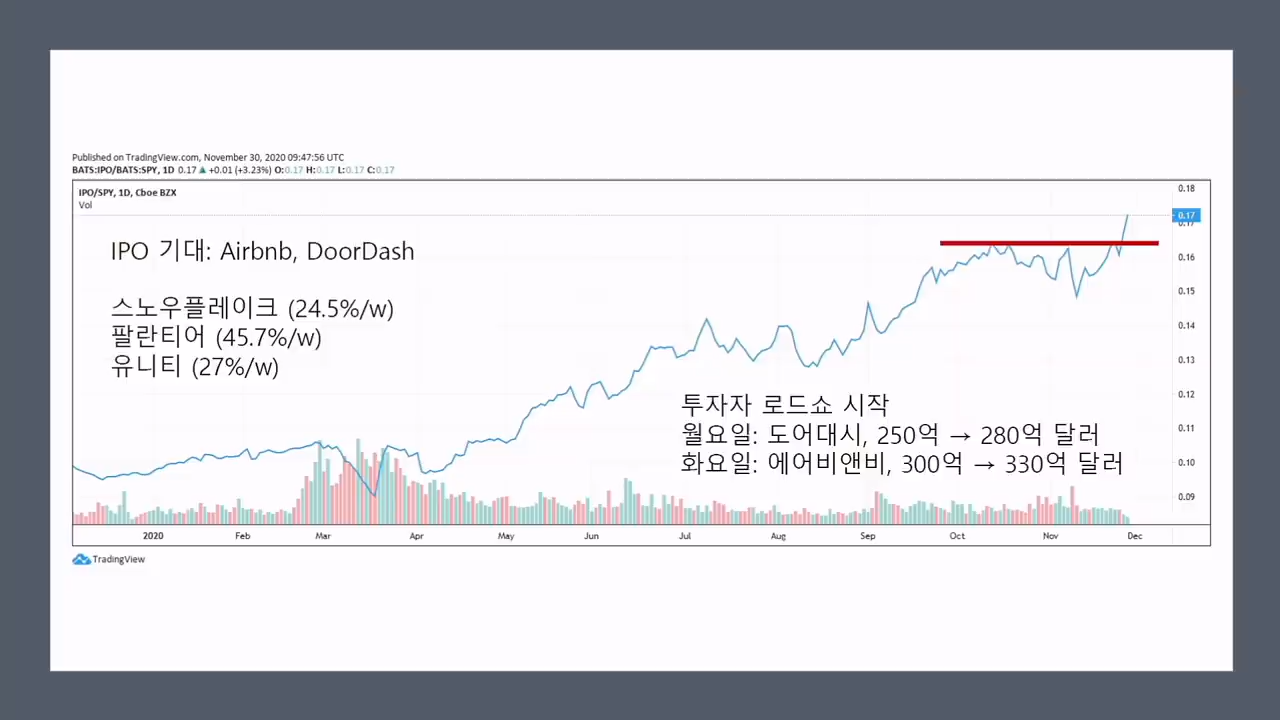 Published on TradingView.com, November 30, 2020 09:47:56 UTC
BATS:IPO/BATS:SPY, 1D 0.17 ▲ +0.01 (+3.23%) O:0.17 H:0.17 L:0.17 C:0.17
IPO/SPY, 1D, Cboe BZX
Vol
IPO 기대: Airbnb, DoorDash
스노우플레이크 (24.5%/w)
팔란티어 (45.7%/w)
유니티 (27%/w)
투자자 로드쇼 시작
월요일: 도어대시, 250억 → 280억 달러
화요일: 에어비앤비, 300억 → 330억 달러
0.18
0.17
0.17
0.16
0.15
0.14
0.13
0.12
0.11
0.10
0.09
2020 Feb Mar Apr May Jun Jul Aug Sep Oct Nov Dec
TradingView